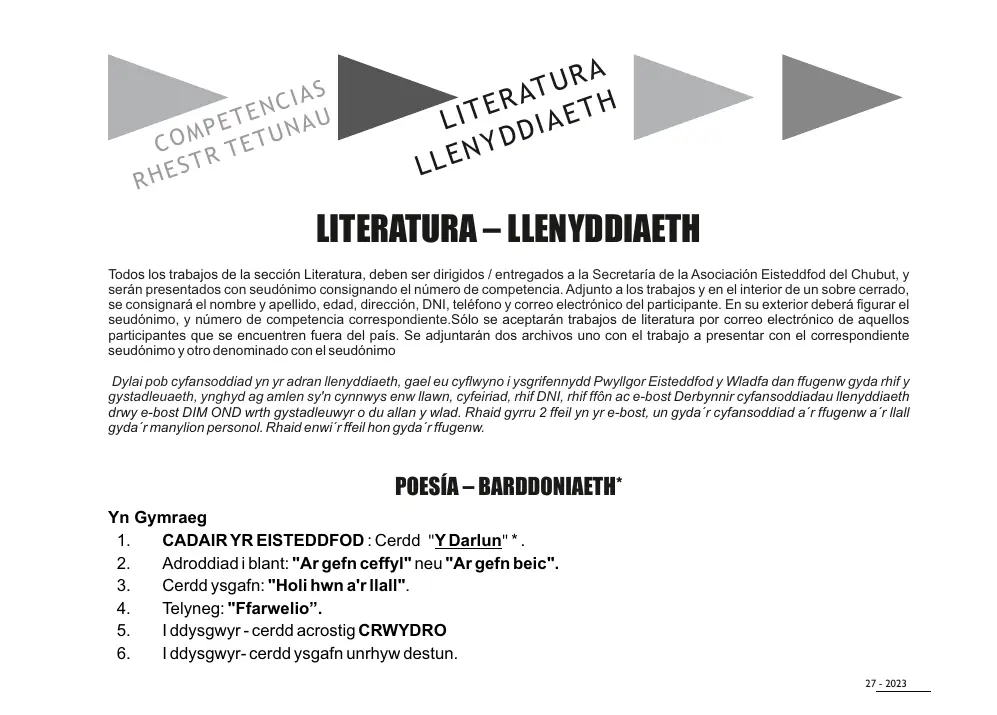 COMPETENCIAS
RHESTR TETUNAU
LITERATURA
LLENYDDIAETH
LITERATURA – LLENYDDIAETH
Todos los trabajos de la sección Literatura, deben ser dirigidos / entregados a la Secretaría de la Asociación Eisteddfod del Chubut, y
serán presentados con seudónimo consignando el número de competencia. Adjunto a los trabajos y en el interior de un sobre cerrado,
se consignará el nombre y apellido, edad, dirección, DNI, teléfono y correo electrónico del participante. En su exterior deberá figurar el
seudónimo, y número de competencia correspondiente.Sólo se aceptarán trabajos de literatura por correo electrónico de aquellos
participantes que se encuentren fuera del país. Se adjuntarán dos archivos uno con el trabajo a presentar con el correspondiente
seudónimo y otro denominado con el seudónimo
Dylai pob cyfansoddiad yn yr adran llenyddiaeth, gael eu cyflwyno i ysgrifennydd Pwyllgor Eisteddfod y Wladfa dan ffugenw gyda rhif y
gystadleuaeth, ynghyd ag amlen sy'n cynnwys enw llawn, cyfeiriad, rhif DNI, rhif ffôn ac e-bost Derbynnir cyfansoddiadau llenyddiaeth
drwy e-bost DIM OND wrth gystadleuwyr o du allan y wlad. Rhaid gyrru 2 ffeil yn yr e-bost, un gyda´r cyfansoddiad a´r ffugenw a´r llall
gyda´r manylion personol. Rhaid enwi´r ffeil hon gyda´r ffugenw.
POESÍA – BARDDONIAETH*
Yn Gymraeg
1. CADAIR YR EISTEDDFOD : Cerdd "Y Darlun" * .
2. Adroddiad i blant: "Ar gefn ceffyl" neu "Ar gefn beic".
3. Cerdd ysgafn: "Holi hwn a'r llall".
4. Telyneg: "Ffarwelio”.
5. I ddysgwyr - cerdd acrostig CRWYDRO
6. I ddysgwyr- cerdd ysgafn unrhyw destun.
27 - 2023